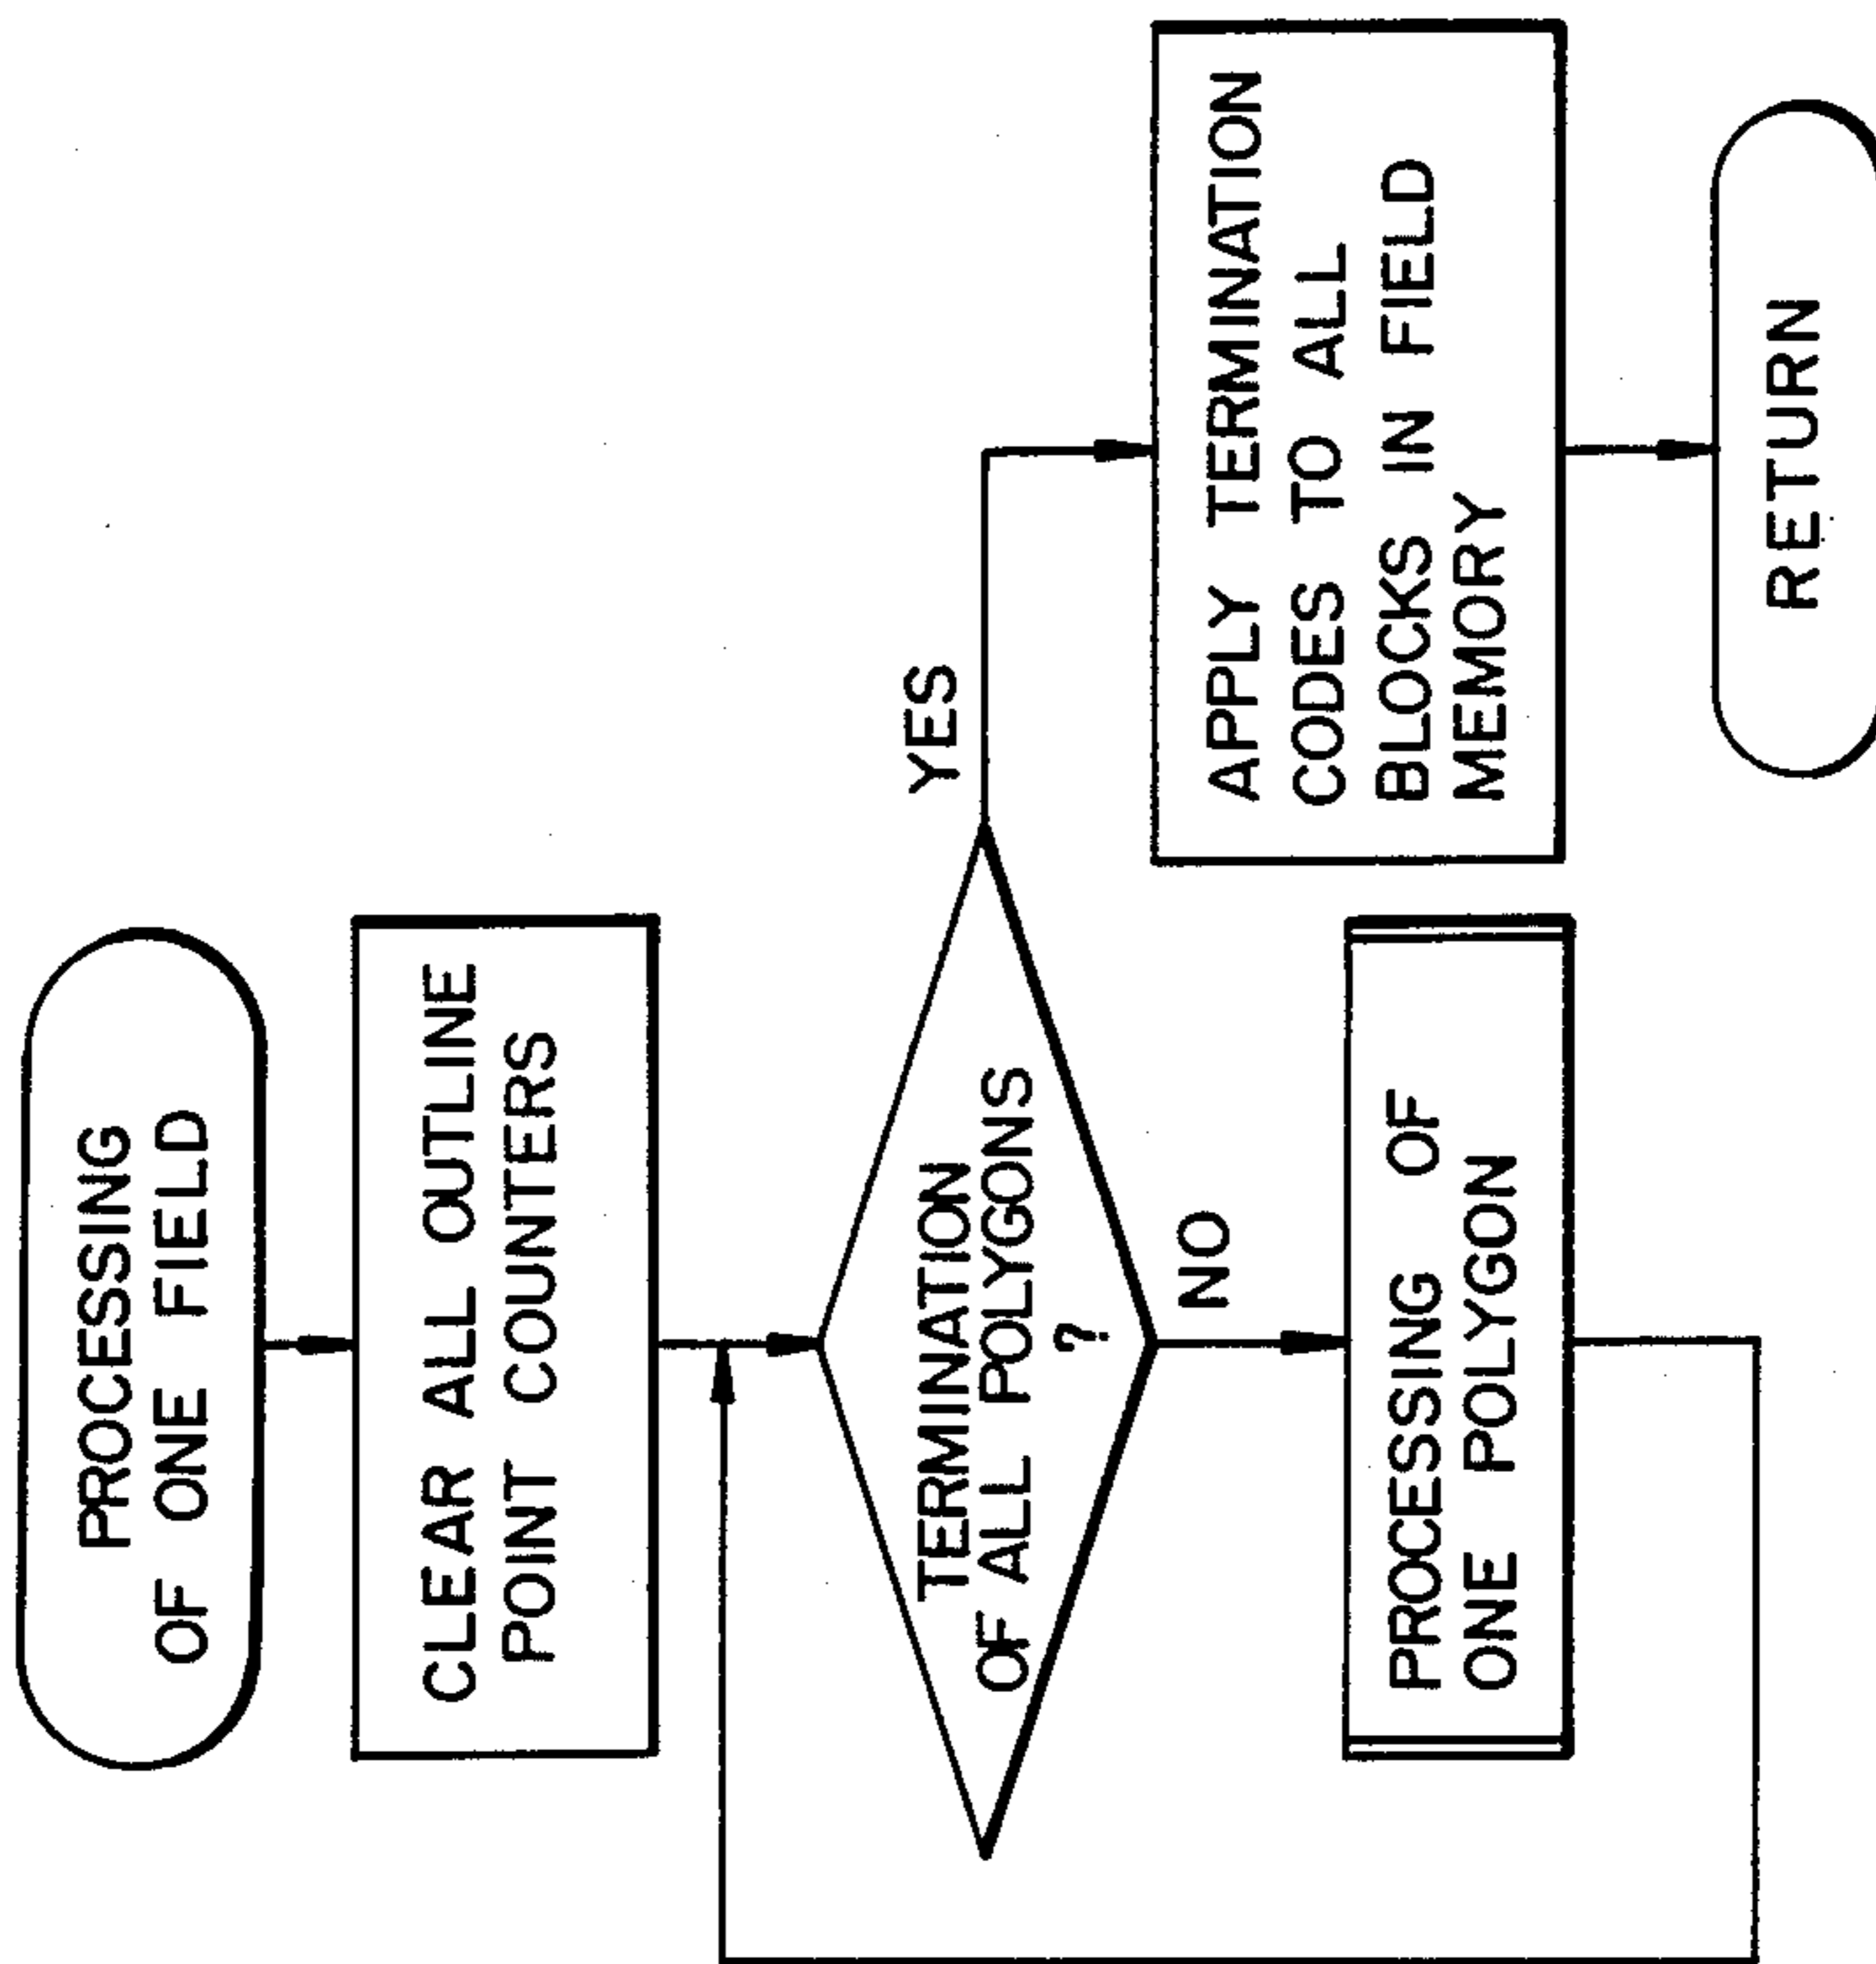 PROCESSING
OF ONE FIELD
CLEAR ALL OUTLINE
POINT COUNTERS
TERMINATION
OF ALL POLYGONS
?
YES
NO
PROCESSING OF
ONE POLYGON
APPLY TERMINATION
CODES TO ALL
BLOCKS IN FIELD
MEMORY
RETURN